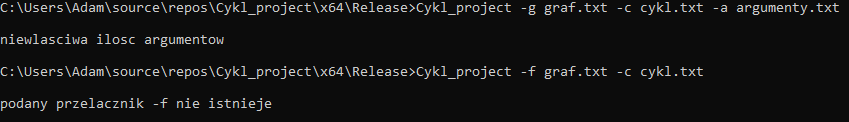 C:\Users\Adam\source\repos\Cykl_project\x64\Release>Cykl_project -g graf.txt -c cykl.txt -a argumenty.txt
niewlasciwa ilosc argumentow
C:\Users\Adam\source\repos\Cykl_project\x64\Release>Cykl_project -f graf.txt -c cykl.txt
podany przelacznik -f nie istnieje